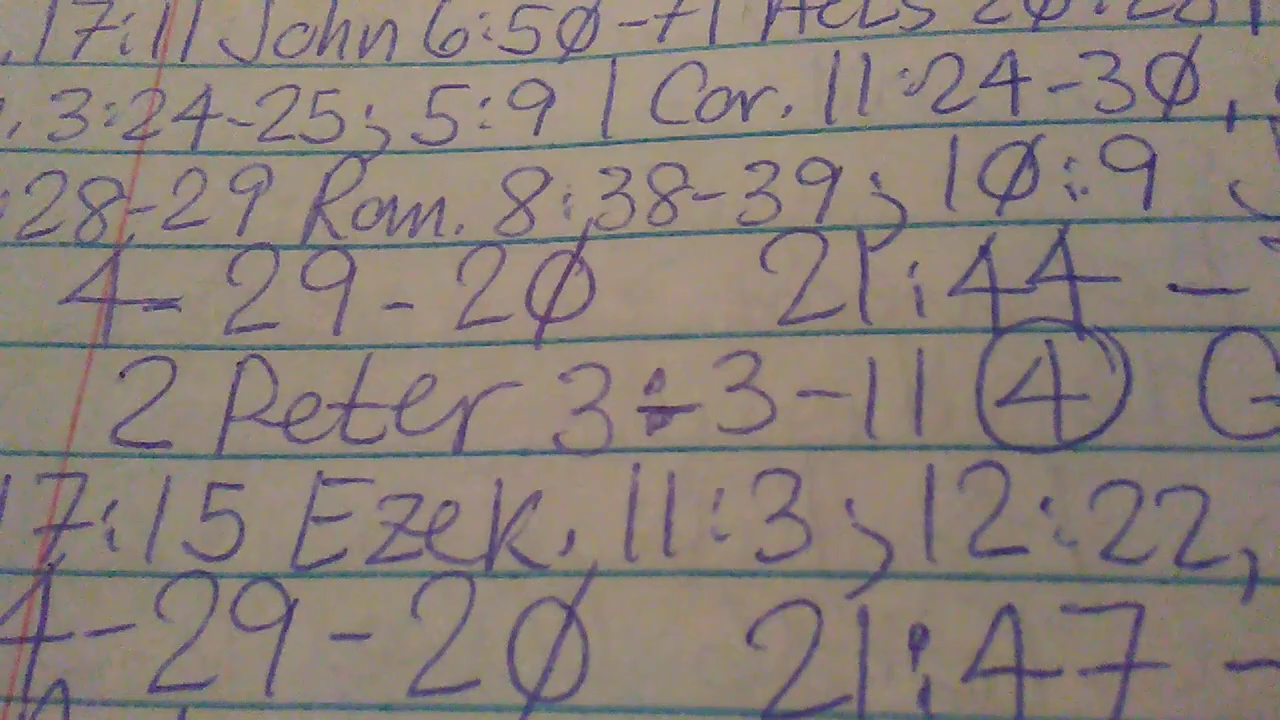 17:11 John 6:50-71 Acts 20:28
. 3:24-25; 5:9 1 Cor. 11:24-30,
:28-29 Rom. 8:38-39; 10:9
4-29-20 21:44 -
2 Peter 3:3-11 4
17:15 Ezek. 11:3; 12:22,
4-29-20 21:47 -